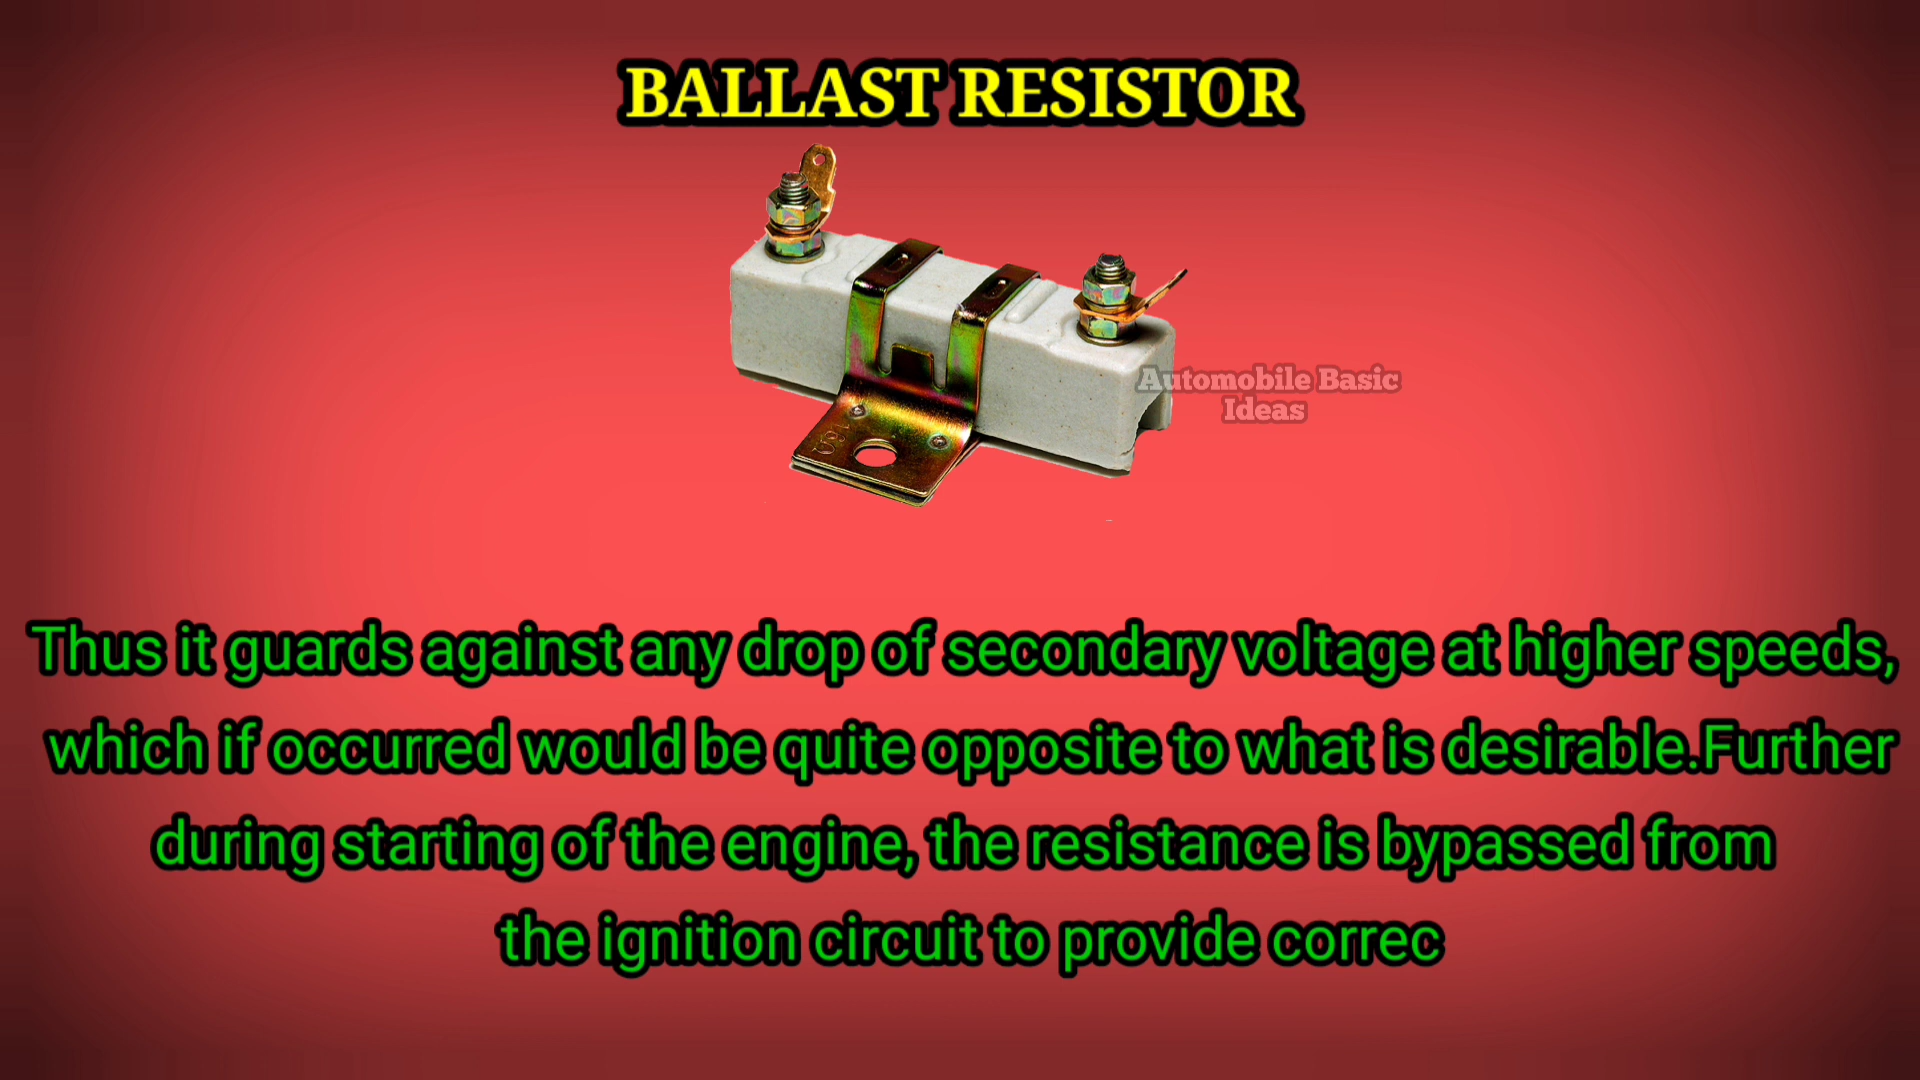 BALLAST RESISTOR
Automobile Basic
Ideas
Thus it guards against any drop of secondary voltage at higher speeds,
which if occurred would be quite opposite to what is desirable.Further
during starting of the engine, the resistance is bypassed from
the ignition circuit to provide correc